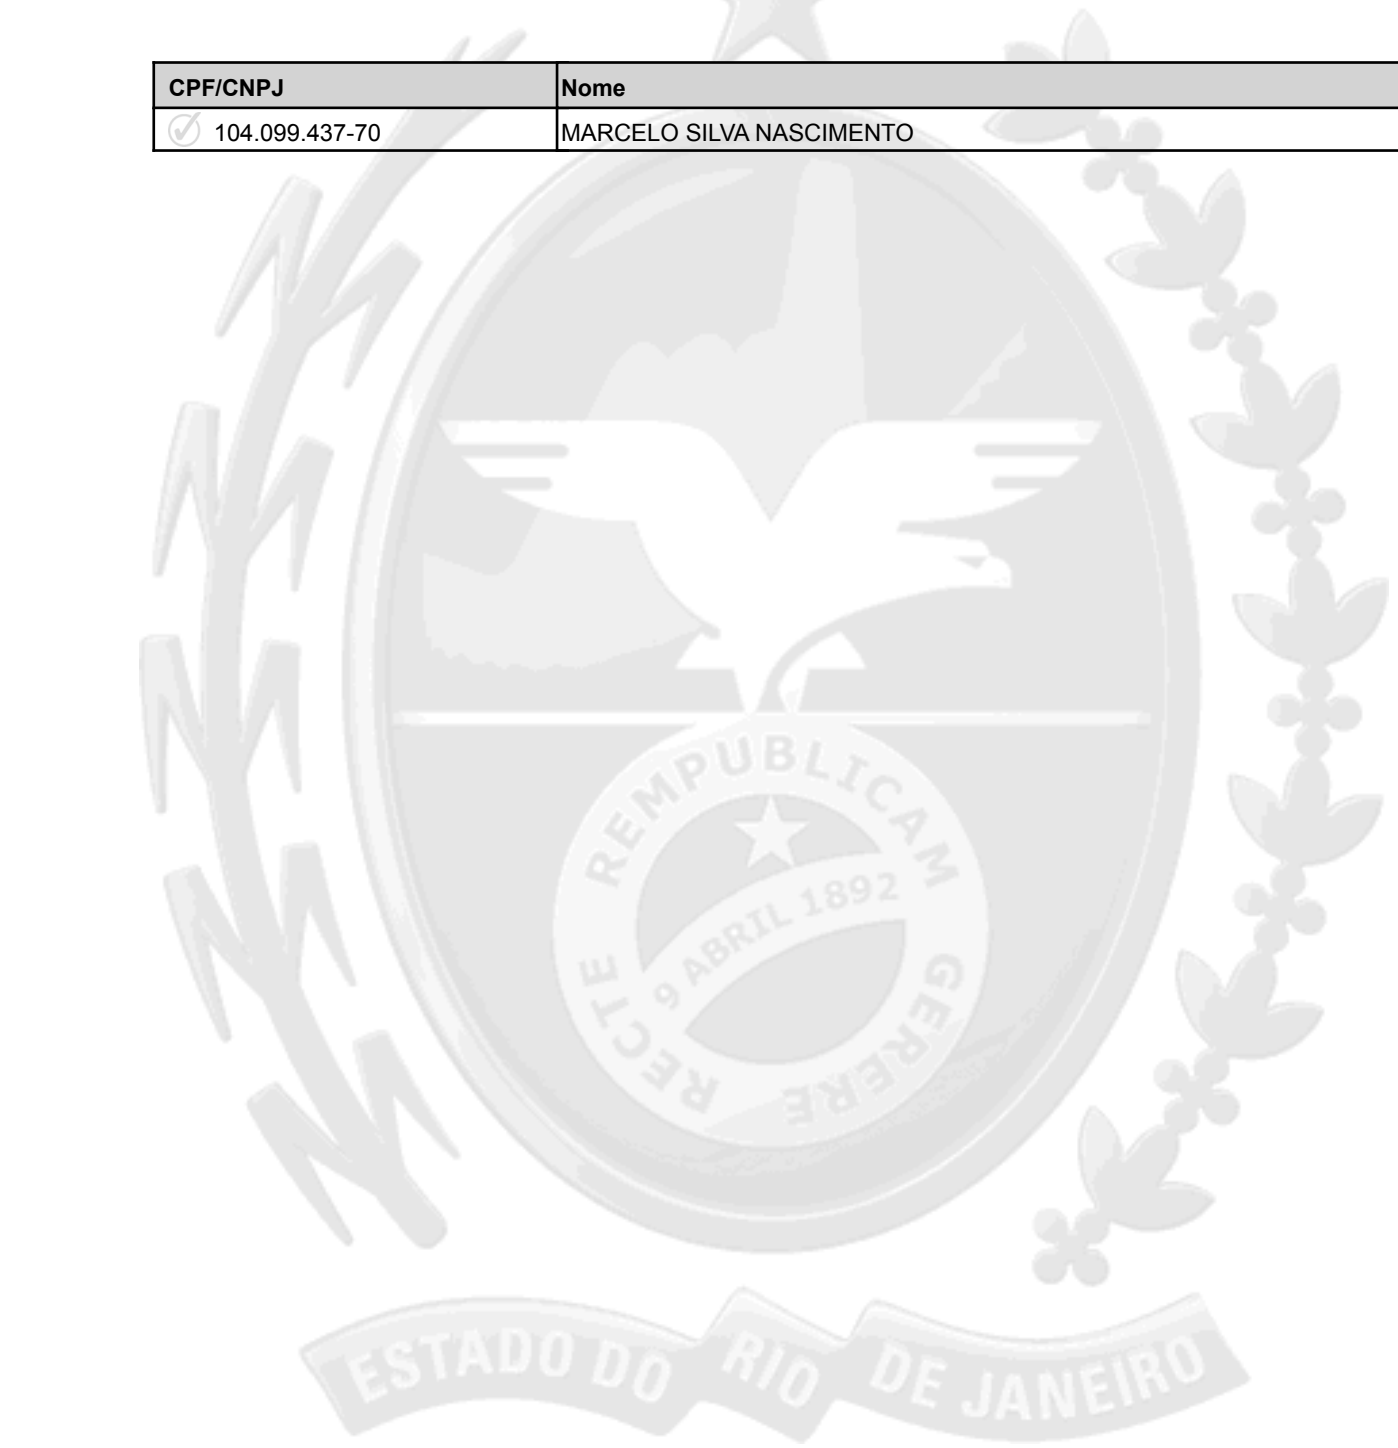 CPF/CNPJ Nome
104.099.437-70 MARCELO SILVA NASCIMENTO
REMPUBLICAM
9 ABRIL 1892
RECTE GERERE
ESTADO DO RIO DE JANEIRO